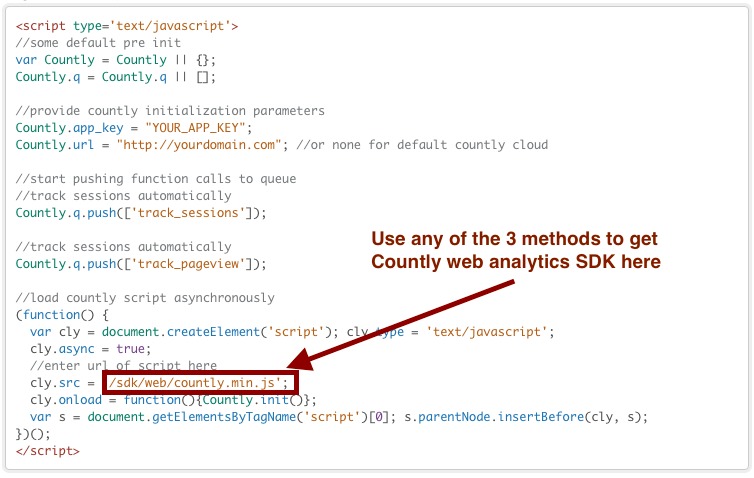 <script type='text/javascript'>
//some default pre init
var Countly = Countly || {};
Countly.q = Countly.q || [];

//provide countly initialization parameters
Countly.app_key = "YOUR_APP_KEY";
Countly.url = "http://yourdomain.com"; //or none for default countly cloud

//start pushing function calls to queue
//track sessions automatically
Countly.q.push(['track_sessions']);

//track sessions automatically
Countly.q.push(['track_pageview']);

Use any of the 3 methods to get
Countly web analytics SDK here

//load countly script asynchronously
(function() {
  var cly = document.createElement('script'); cly.type = 'text/javascript';
  cly.async = true;
  //enter url of script here
  cly.src = '/sdk/web/countly.min.js';
  cly.onload = function(){Countly.init()};
  var s = document.getElementsByTagName('script')[0]; s.parentNode.insertBefore(cly, s);
})();
</script>